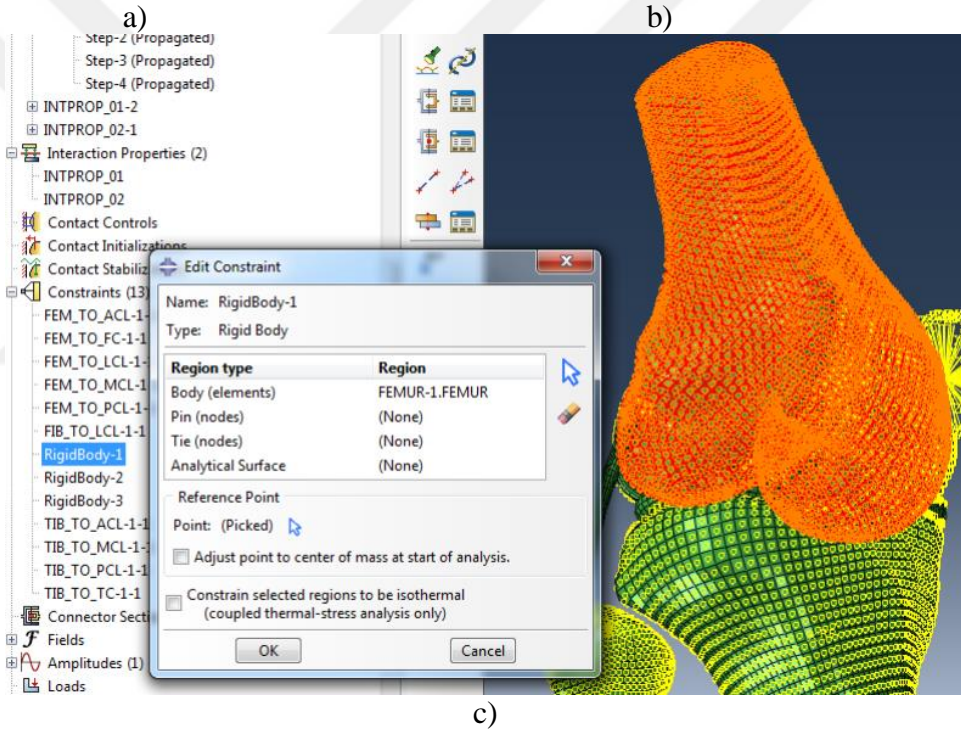 a)
b)
Step-2 (Propagated)
Step-3 (Propagated)
Step-4 (Propagated)
INTPROP_01-2
INTPROP_02-1
Interaction Properties (2)
INTPROP_01
INTPROP_02
Contact Controls
Contact Initializations
Contact Stabiliz
Constraints (13)
FEM_TO_ACL-1-
FEM_TO_FC-1-1
FEM_TO_LCL-1-1
FEM_TO_MCL-1-
FEM_TO_PCL-1-
FIB_TO_LCL-1-1
RigidBody-1
RigidBody-2
RigidBody-3
TIB_TO_ACL-1-1
TIB_TO_MCL-1-1
TIB_TO_PCL-1-1
TIB_TO_TC-1-1
Connector Secti
Fields
Amplitudes (1)
Loads
Edit Constraint
Name: RigidBody-1
Type: Rigid Body
Region type Region
Body (elements) FEMUR-1.FEMUR
Pin (nodes) (None)
Tie (nodes) (None)
Analytical Surface (None)
Reference Point
Point: (Picked)
Adjust point to center of mass at start of analysis.
Constrain selected regions to be isothermal
(coupled thermal-stress analysis only)
OK Cancel
c)